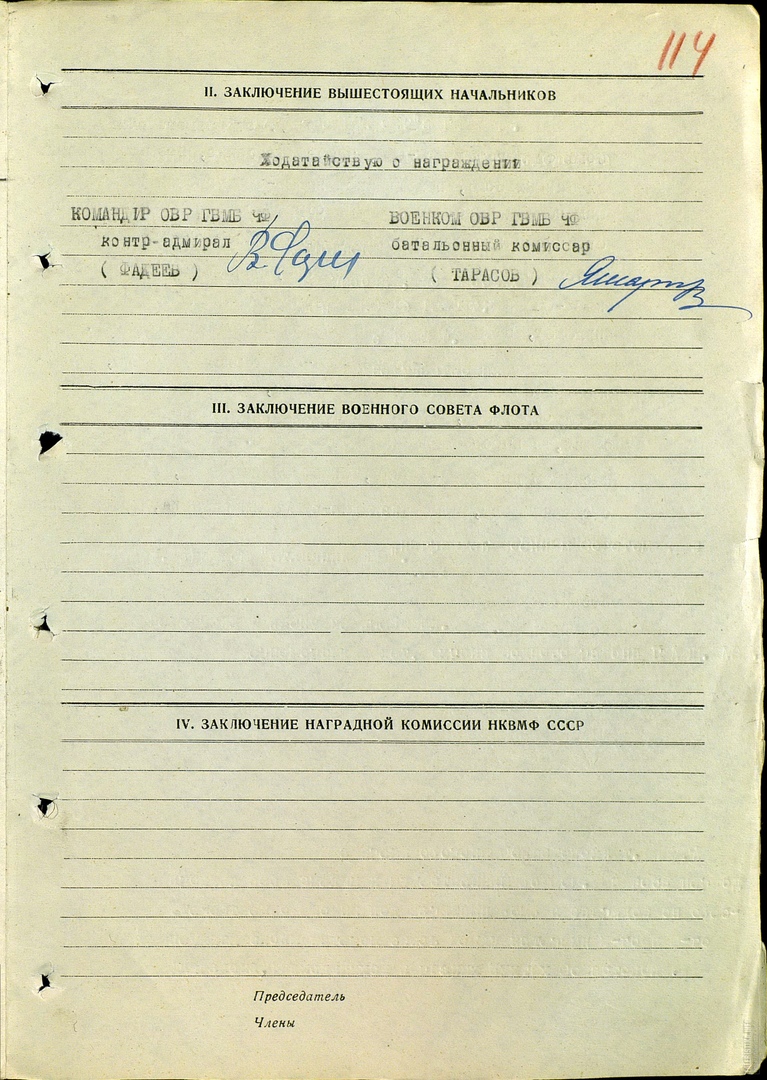 114
II. ЗАКЛЮЧЕНИЕ ВЫШЕСТОЯЩИХ НАЧАЛЬНИКОВ
Ходатайствую о награждении
КОМАНДИР ОВР ГВМБ ЧФ ВОЕНКОМ ОВР ГВМБ ЧФ
контр-адмирал батальонный комиссар
( ФАДЕЕВ ) ( ТАРАСОВ )
III. ЗАКЛЮЧЕНИЕ ВОЕННОГО СОВЕТА ФЛОТА
IV. ЗАКЛЮЧЕНИЕ НАГРАДНОЙ КОМИССИИ НКВМФ СССР
Председатель
Члены